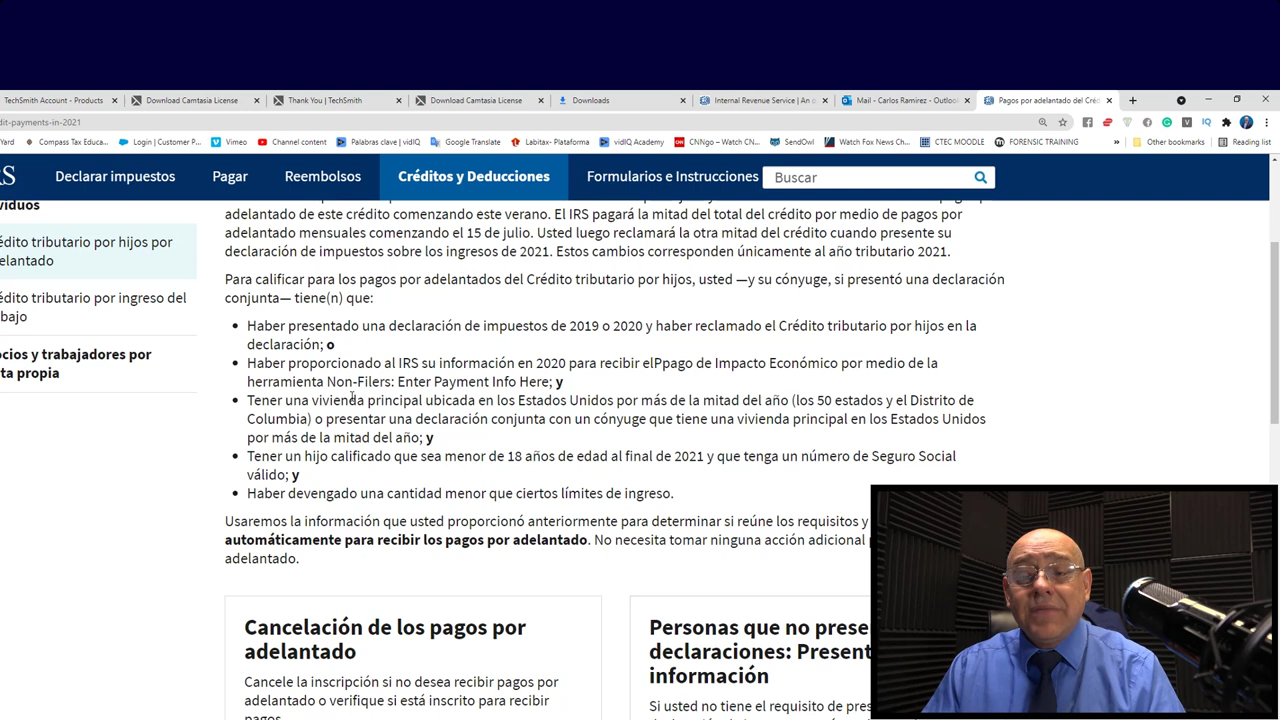 TechSmith Account - Products
Download Camtasia License
Thank You | TechSmith
Download Camtasia License
Downloads
Internal Revenue Service | An o
Mail - Carlos Ramirez - Outlook
Pagos por adelantado del Créd
dit-payments-in-2021
Yard
Compass Tax Educa...
Login | Customer P...
Vimeo
Channel content
Palabras clave | vidIQ
Google Translate
Labitax- Plataforma
vidIQ Academy
CNNgo – Watch CN...
SendOwl
Watch Fox News Ch...
CTEC MOODLE
FORENSIC TRAINING
Other bookmarks
Reading list
RS
Declarar impuestos
Pagar
Reembolsos
Créditos y Deducciones
Formularios e Instrucciones
Buscar
viduos
édito tributario por hijos por
elantado
édito tributario por ingreso del
bajo
ocios y trabajadores por
ta propia
adelantado de este crédito comenzando este verano. El IRS pagará la mitad del total del crédito por medio de pagos por
adelantado mensuales comenzando el 15 de julio. Usted luego reclamará la otra mitad del crédito cuando presente su
declaración de impuestos sobre los ingresos de 2021. Estos cambios corresponden únicamente al año tributario 2021.
Para calificar para los pagos por adelantados del Crédito tributario por hijos, usted —y su cónyuge, si presentó una declaración
conjunta— tiene(n) que:
Haber presentado una declaración de impuestos de 2019 o 2020 y haber reclamado el Crédito tributario por hijos en la
declaración; o
Haber proporcionado al IRS su información en 2020 para recibir elPpago de Impacto Económico por medio de la
herramienta Non-Filers: Enter Payment Info Here; y
Tener una vivienda principal ubicada en los Estados Unidos por más de la mitad del año (los 50 estados y el Distrito de
Columbia) o presentar una declaración conjunta con un cónyuge que tiene una vivienda principal en los Estados Unidos
por más de la mitad del año; y
Tener un hijo calificado que sea menor de 18 años de edad al final de 2021 y que tenga un número de Seguro Social
válido; y
Haber devengado una cantidad menor que ciertos límites de ingreso.
Usaremos la información que usted proporcionó anteriormente para determinar si reúne los requisitos y
automáticamente para recibir los pagos por adelantado. No necesita tomar ninguna acción adicional
adelantado.
Cancelación de los pagos por
adelantado
Cancele la inscripción si no desea recibir pagos por
adelantado o verifique si está inscrito para recibir
pagos.
Personas que no prese
declaraciones: Present
información
Si usted no tiene el requisito de pres